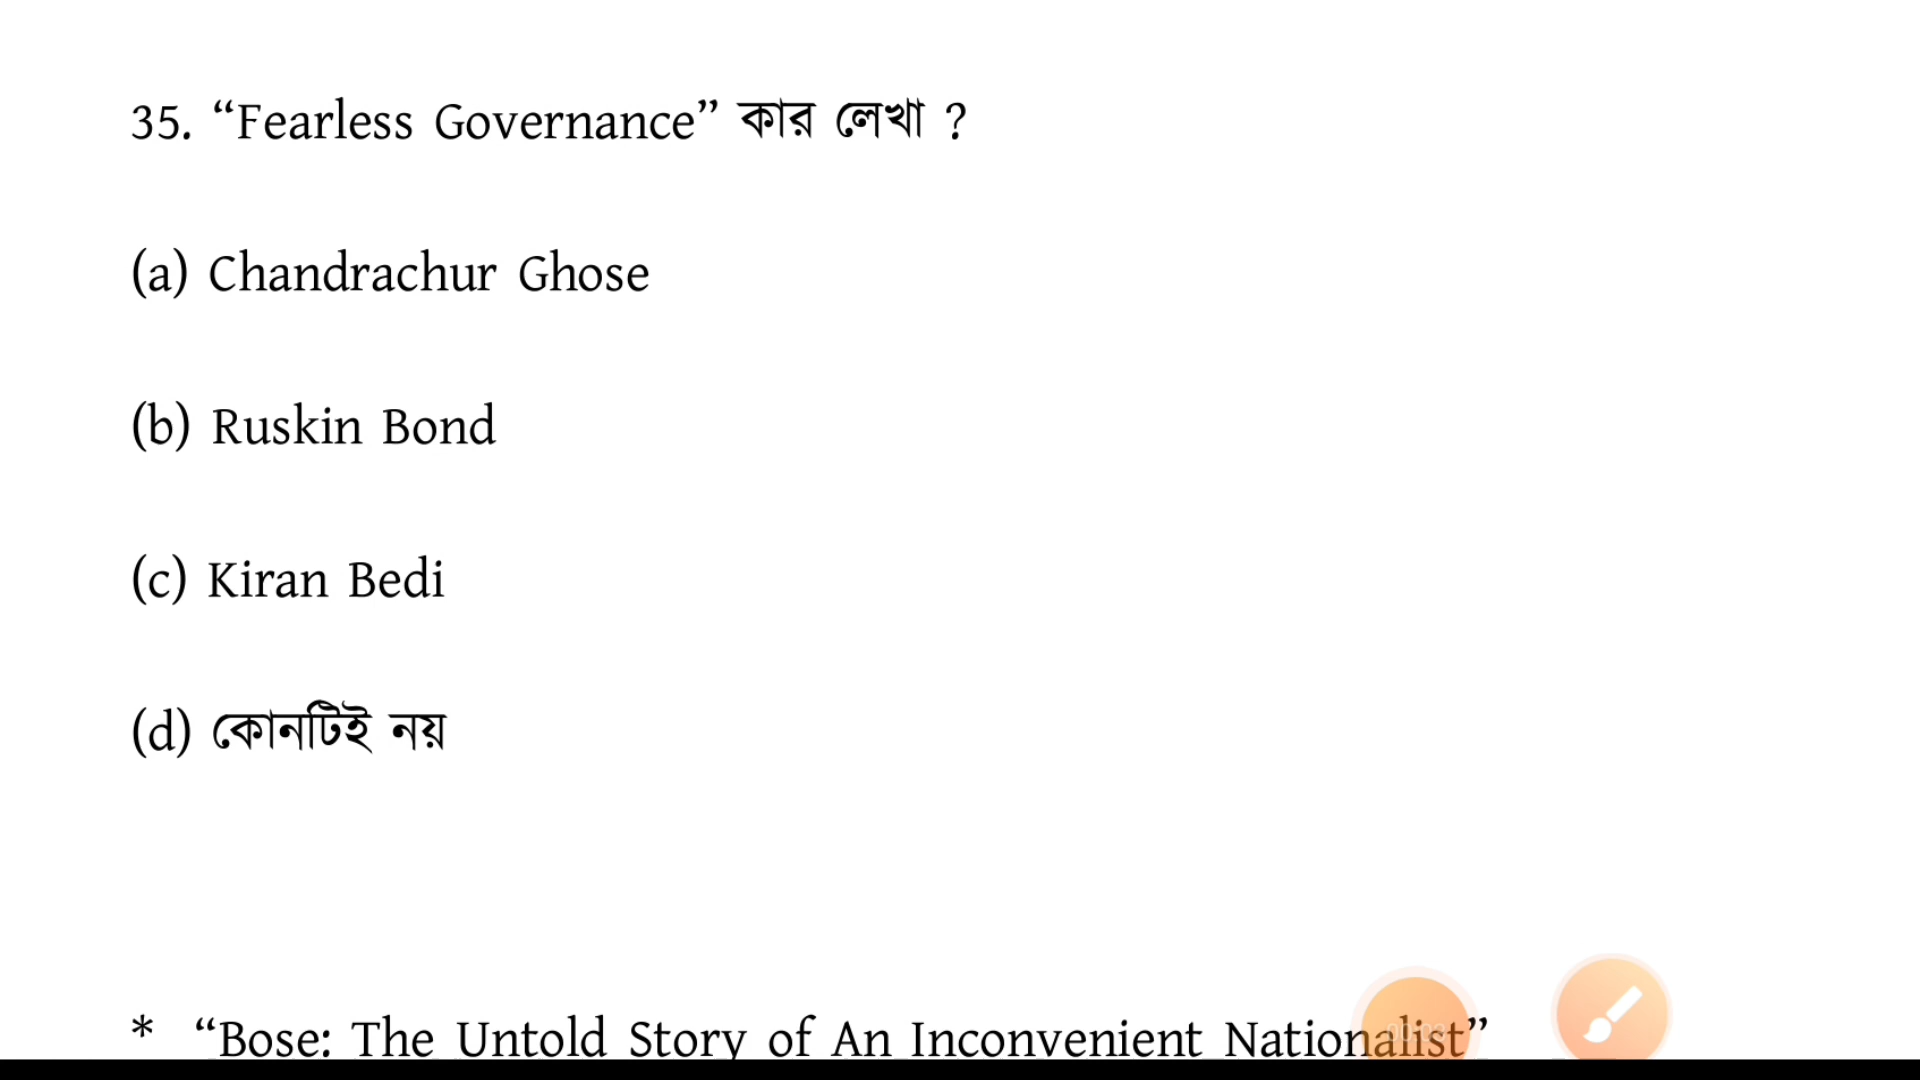 35. “Fearless Governance” কার লেখা ?
(a) Chandrachur Ghose
(b) Ruskin Bond
(c) Kiran Bedi
(d) কোনটিই নয়
* “Bose: The Untold Story of An Inconvenient Nationalist”